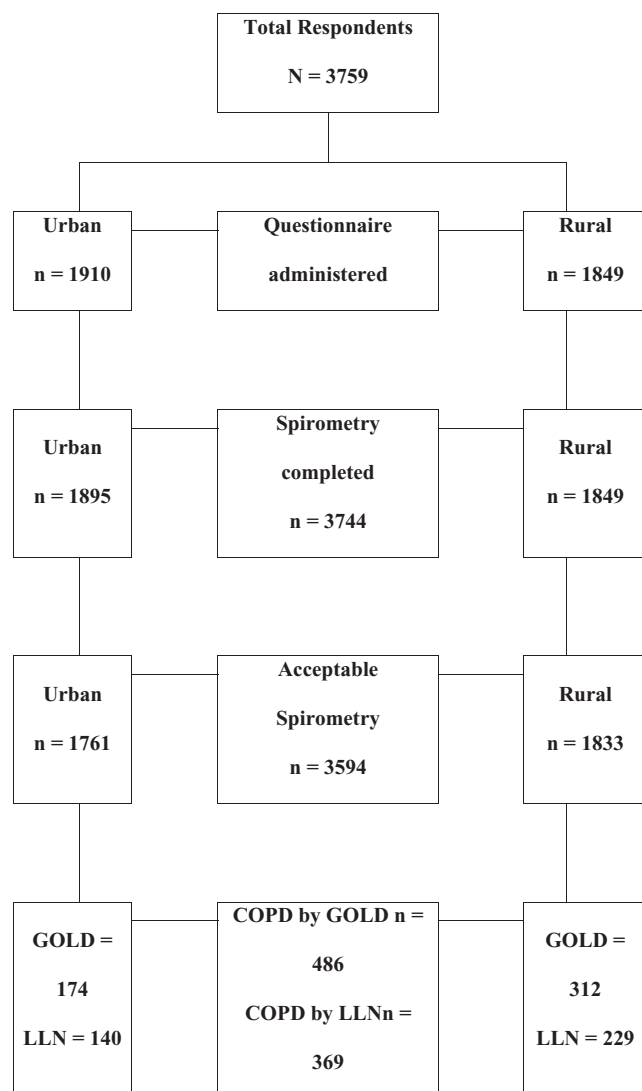 Total Respondents
N = 3759
Urban
n = 1910
Questionnaire
administered
Rural
n = 1849
Urban
n = 1895
Spirometry
completed
n = 3744
Rural
n = 1849
Urban
n = 1761
Acceptable
Spirometry
n = 3594
Rural
n = 1833
GOLD =
174
LLN = 140
COPD by GOLD n =
486
COPD by LLNn =
369
GOLD =
312
LLN = 229